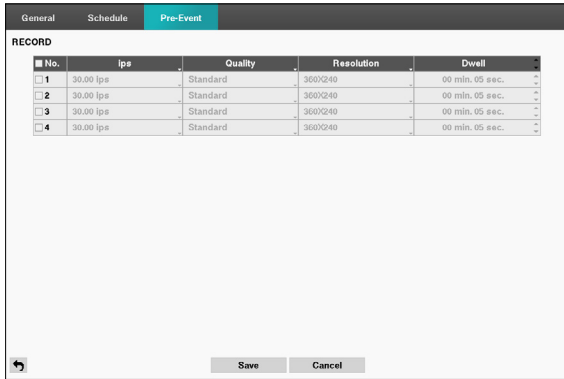 General Schedule Pre-Event
RECORD
No. ips Quality Resolution Dwell
1 30.00 ips Standard 360X240 00 min. 05 sec.
2 30.00 ips Standard 360X240 00 min. 05 sec.
3 30.00 ips Standard 360X240 00 min. 05 sec.
4 30.00 ips Standard 360X240 00 min. 05 sec.
Save Cancel